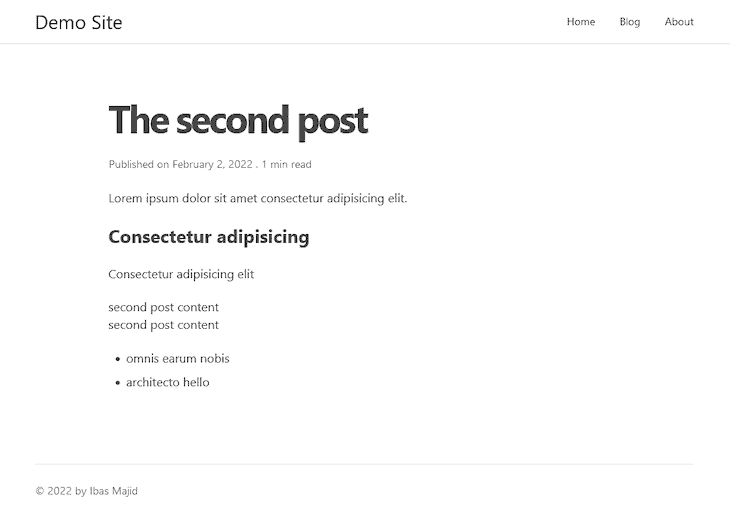 Demo Site
Home Blog About
The second post
Published on February 2, 2022 . 1 min read
Lorem ipsum dolor sit amet consectetur adipisicing elit.
Consectetur adipisicing
Consectetur adipisicing elit
second post content
second post content
• omnis earum nobis
• architecto hello
© 2022 by Ibas Majid